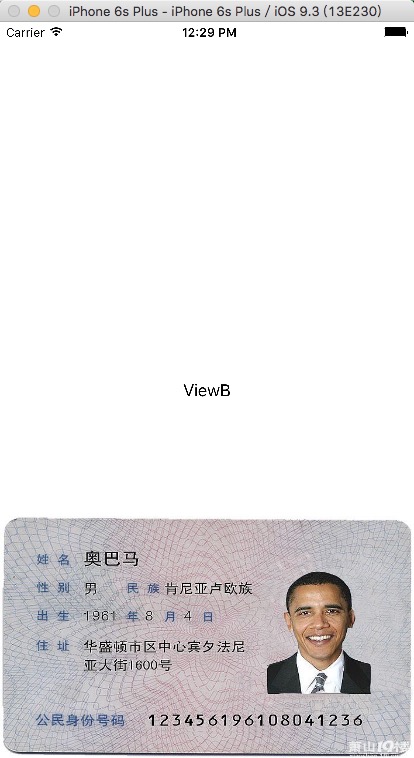 iPhone 6s Plus - iPhone 6s Plus / iOS 9.3 (13E230)
Carrier 12:29 PM
ViewB
姓 名 奥巴马
性 别 男 民 族 肯尼亚卢欧族
出 生 1961 年 8 月 4 日
住 址 华盛顿市区中心宾夕法尼
亚大街1600号
公民身份号码 123456196108041236
萧山